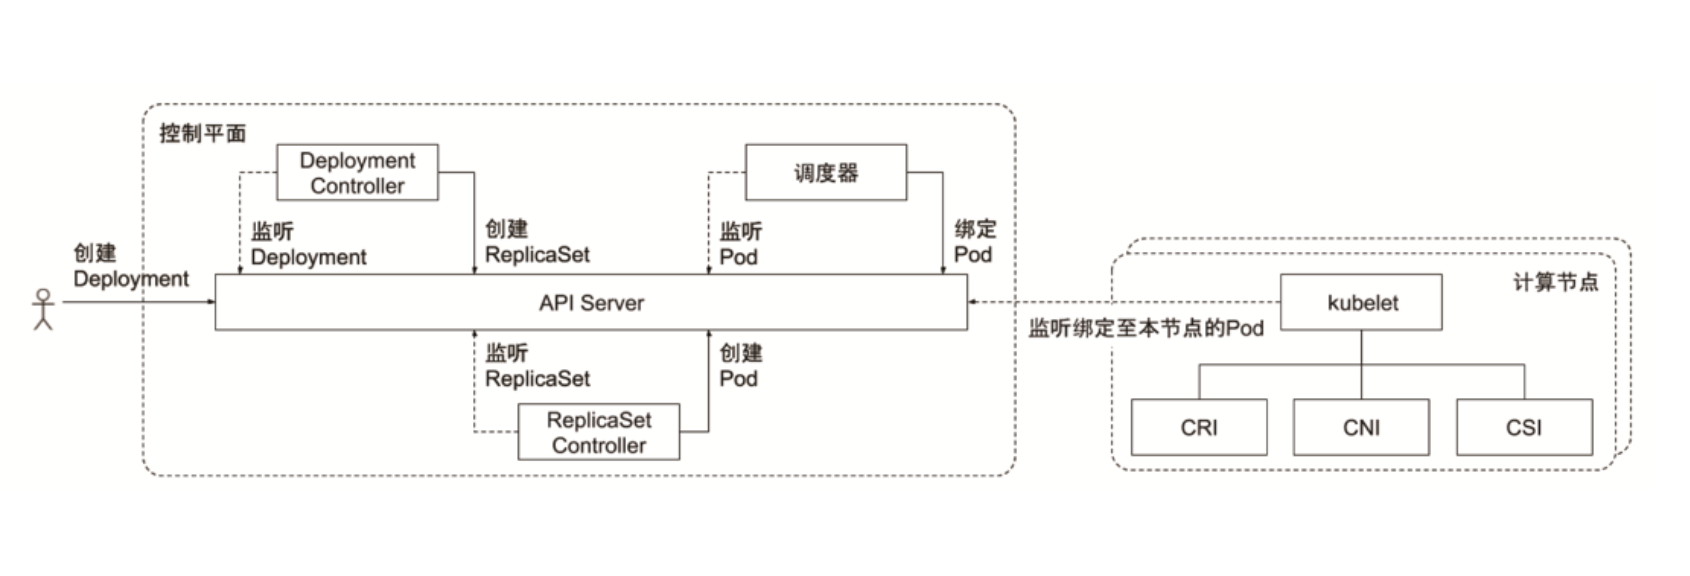 控制平面
Deployment
Controller
调度器
监听
Deployment
创建
ReplicaSet
监听
Pod
绑定
Pod
创建
Deployment
API Server
监听
ReplicaSet
创建
Pod
ReplicaSet
Controller
监听绑定至本节点的Pod
计算节点
kubelet
CRI
CNI
CSI